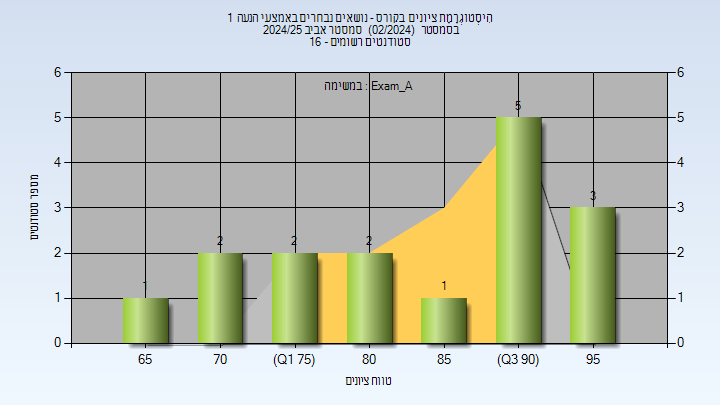 היסטוגרמת ציונים בקורס - נושאים נבחרים באמצעי הנעה 1
בסמסטר (02/2024) סמסטר אביב 2024/25
סטודנטים רשומים - 16
במשימה : Exam_A
מספר סטודנטים
6 6
5 5
4 4
3 3
2 2
1 1
0 0
1 2 2 2 1 5 3
65 70 (Q1 75) 80 85 (Q3 90) 95
טווח ציונים